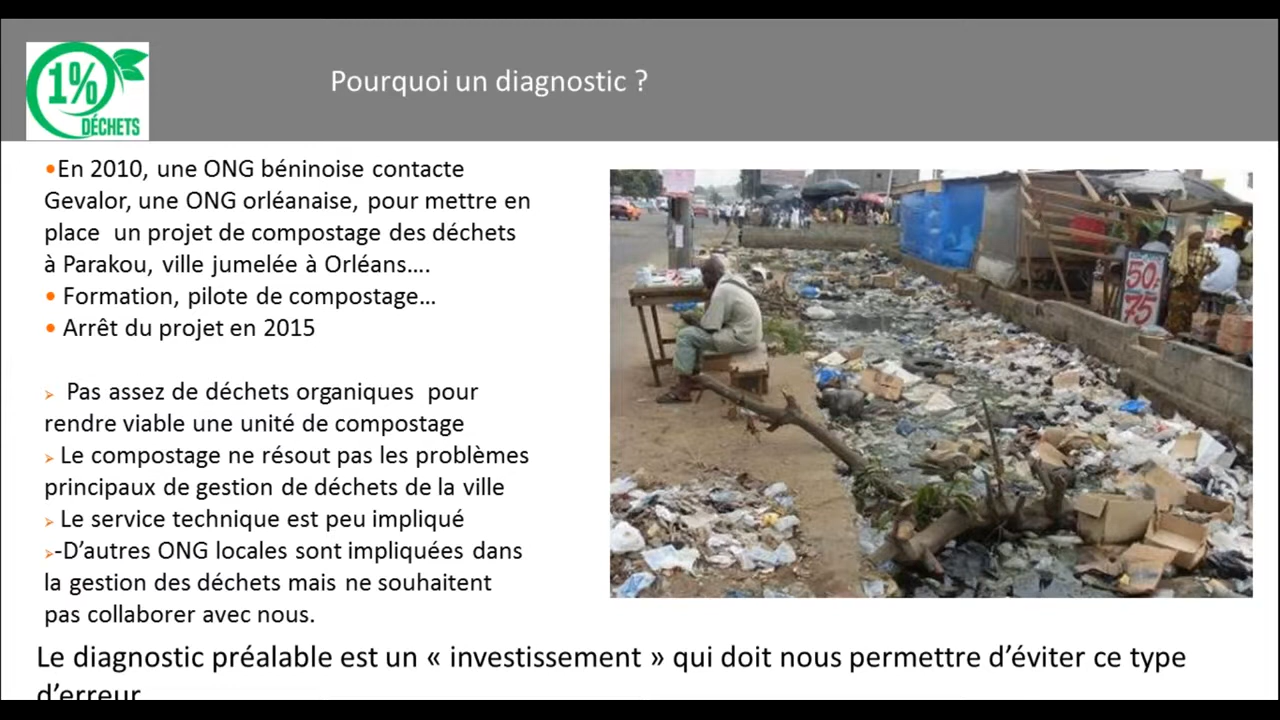 1%
DÉCHETS
Pourquoi un diagnostic ?
•En 2010, une ONG béninoise contacte
Gevalor, une ONG orléanaise, pour mettre en
place un projet de compostage des déchets
à Parakou, ville jumelée à Orléans....
• Formation, pilote de compostage...
• Arrêt du projet en 2015
➢ Pas assez de déchets organiques pour
rendre viable une unité de compostage
➢ Le compostage ne résout pas les problèmes
principaux de gestion de déchets de la ville
➢ Le service technique est peu impliqué
➢-D'autres ONG locales sont impliquées dans
la gestion des déchets mais ne souhaitent
pas collaborer avec nous.
50F
75
Le diagnostic préalable est un « investissement » qui doit nous permettre d'éviter ce type
d'erreur